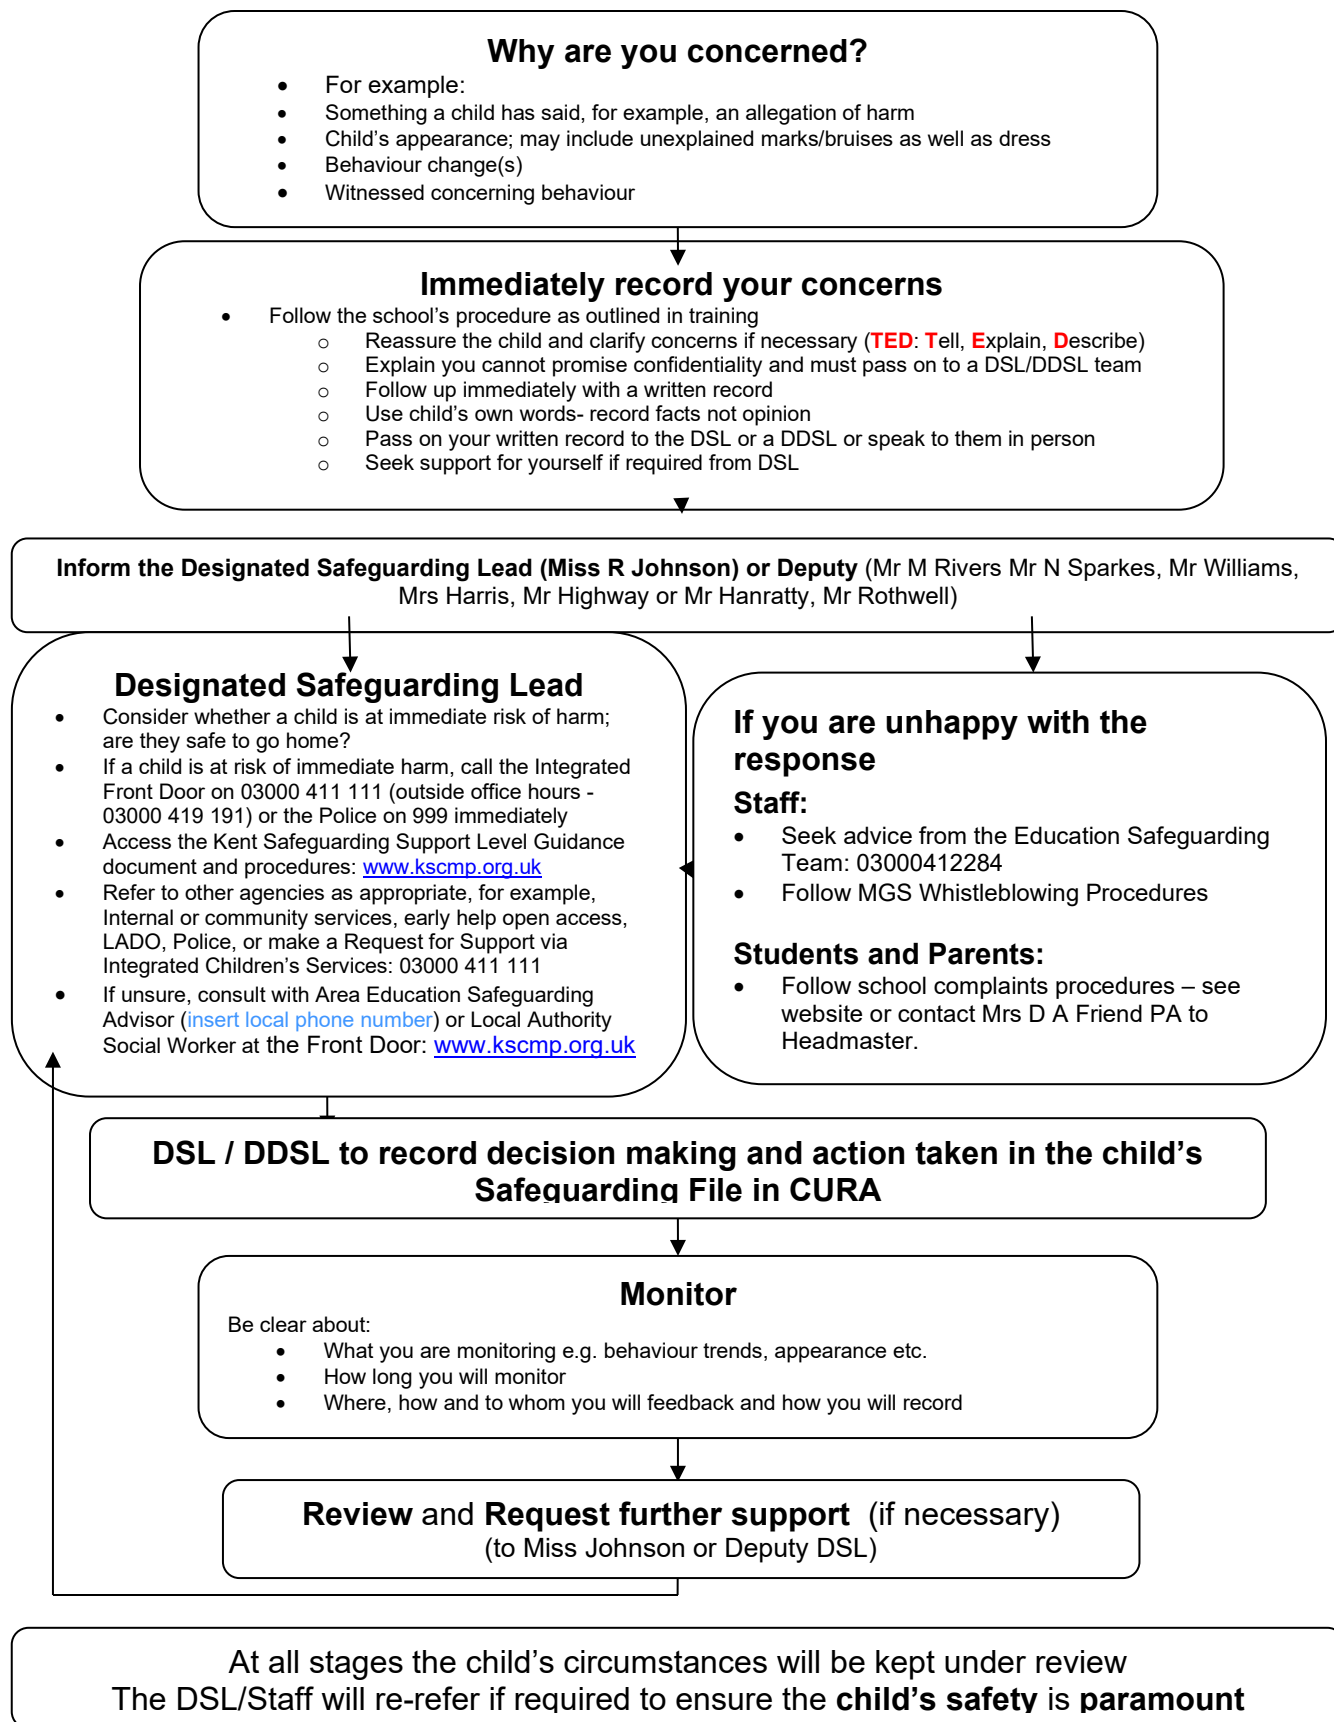 Why are you concerned?
• For example:
• Something a child has said, for example, an allegation of harm
• Child’s appearance; may include unexplained marks/bruises as well as dress
• Behaviour change(s)
• Witnessed concerning behaviour
Immediately record your concerns
• Follow the school’s procedure as outlined in training
o Reassure the child and clarify concerns if necessary (TED: Tell, Explain, Describe)
o Explain you cannot promise confidentiality and must pass on to a DSL/DDSL team
o Follow up immediately with a written record
o Use child’s own words- record facts not opinion
o Pass on your written record to the DSL or a DDSL or speak to them in person
o Seek support for yourself if required from DSL
Inform the Designated Safeguarding Lead (Miss R Johnson) or Deputy (Mr M Rivers Mr N Sparkes, Mr Williams,
Mrs Harris, Mr Highway or Mr Hanratty, Mr Rothwell)
Designated Safeguarding Lead
• Consider whether a child is at immediate risk of harm;
are they safe to go home?
• If a child is at risk of immediate harm, call the Integrated
Front Door on 03000 411 111 (outside office hours -
03000 419 191) or the Police on 999 immediately
• Access the Kent Safeguarding Support Level Guidance
document and procedures: www.kscmp.org.uk
• Refer to other agencies as appropriate, for example,
Internal or community services, early help open access,
LADO, Police, or make a Request for Support via
Integrated Children’s Services: 03000 411 111
• If unsure, consult with Area Education Safeguarding
Advisor (insert local phone number) or Local Authority
Social Worker at the Front Door: www.kscmp.org.uk
If you are unhappy with the
response
Staff:
• Seek advice from the Education Safeguarding
Team: 03000412284
• Follow MGS Whistleblowing Procedures
Students and Parents:
• Follow school complaints procedures – see
website or contact Mrs D A Friend PA to
Headmaster.
DSL / DDSL to record decision making and action taken in the child’s
Safeguarding File in CURA
Monitor
Be clear about:
• What you are monitoring e.g. behaviour trends, appearance etc.
• How long you will monitor
• Where, how and to whom you will feedback and how you will record
Review and Request further support (if necessary)
(to Miss Johnson or Deputy DSL)
At all stages the child’s circumstances will be kept under review
The DSL/Staff will re-refer if required to ensure the child’s safety is paramount